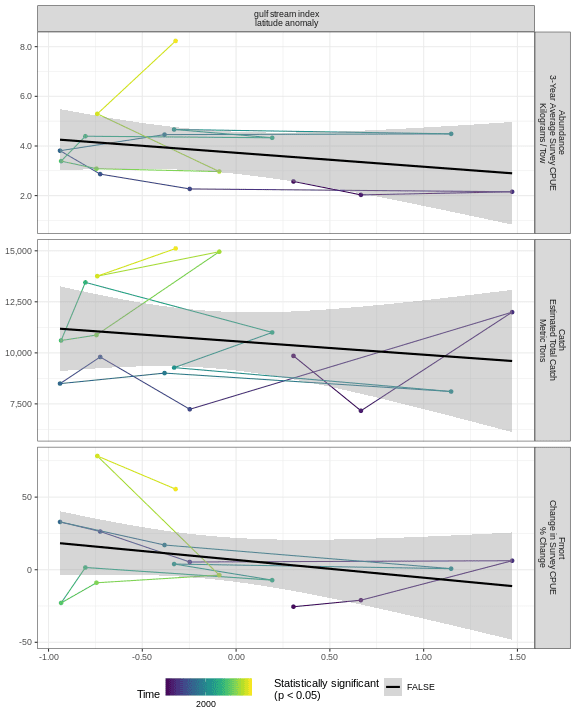 gulf stream index
latitude anomaly
8.0
6.0
4.0
2.0
Abundance
3-Year Average Survey CPUE
Kilograms / Tow
15,000
12,500
10,000
7,500
Catch
Estimated Total Catch
Metric Tons
50
0
-50
Fmort
Change in Survey CPUE
% Change
-1.00 -0.50 0.00 0.50 1.00 1.50
Time
2000
Statistically significant
(p < 0.05)
FALSE